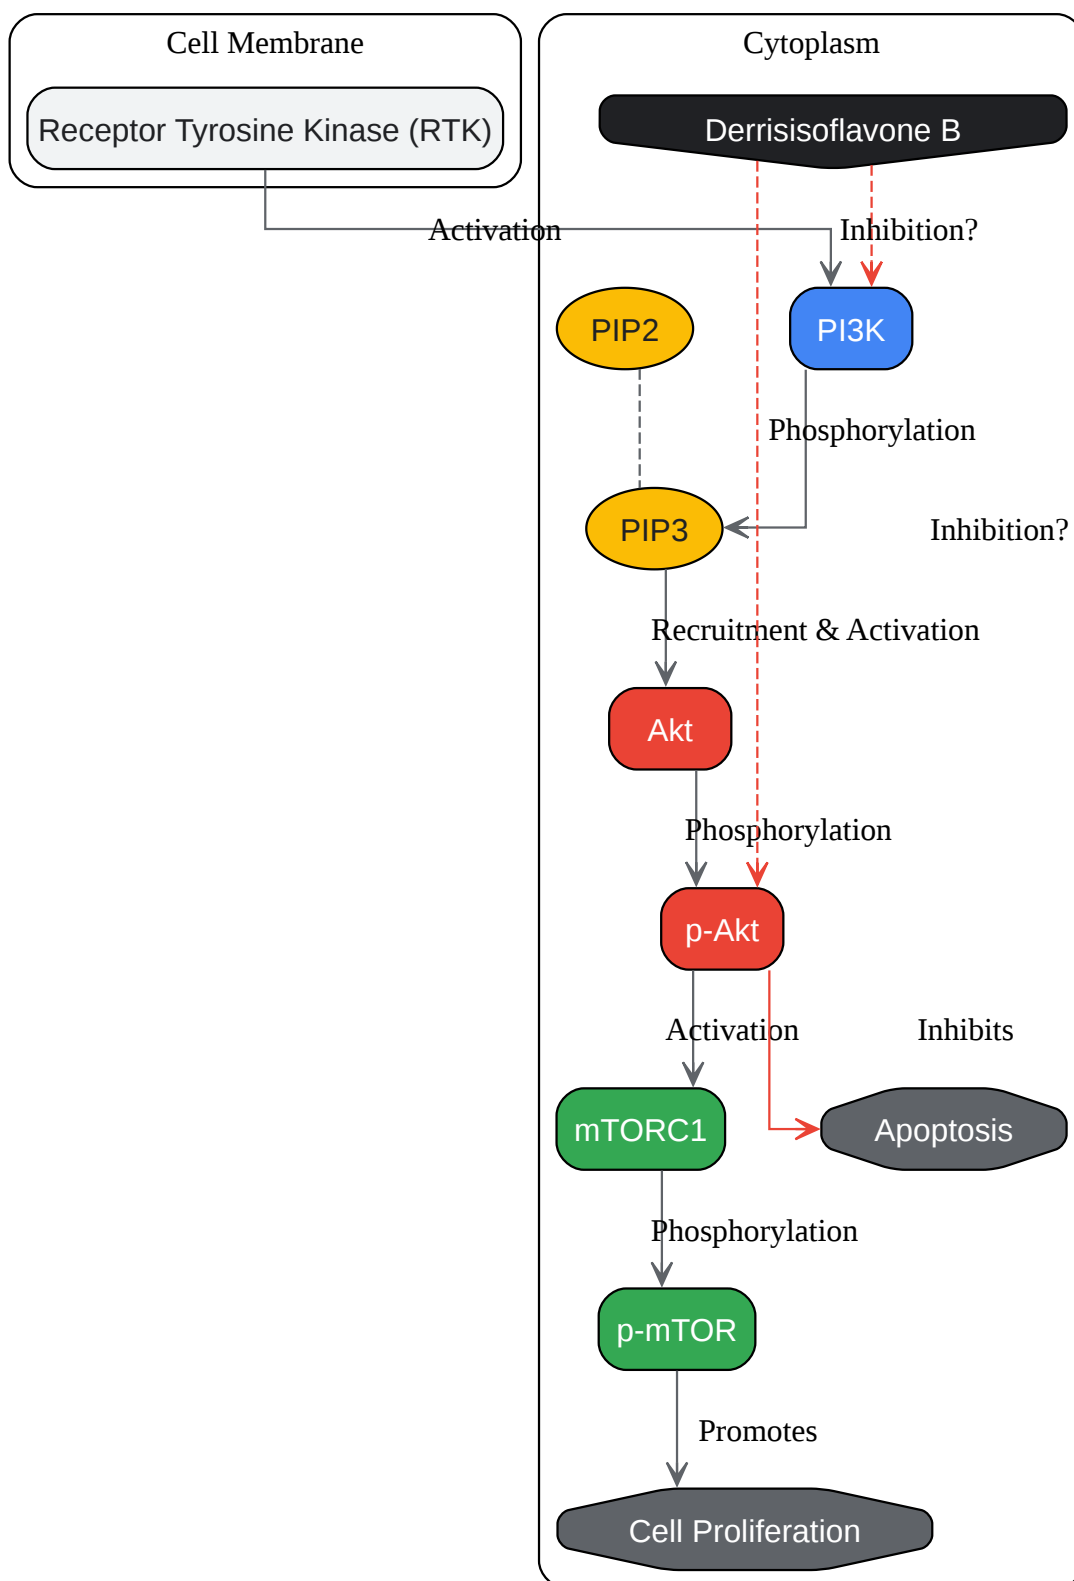 Cell Membrane
Cytoplasm
Receptor Tyrosine Kinase (RTK)
Derrisisoflavone B
Activation
Inhibition?
PIP2
PI3K
Phosphorylation
PIP3
Inhibition?
Recruitment & Activation
Akt
Phosphorylation
p-Akt
Activation
Inhibits
mTORC1
Apoptosis
Phosphorylation
p-mTOR
Promotes
Cell Proliferation